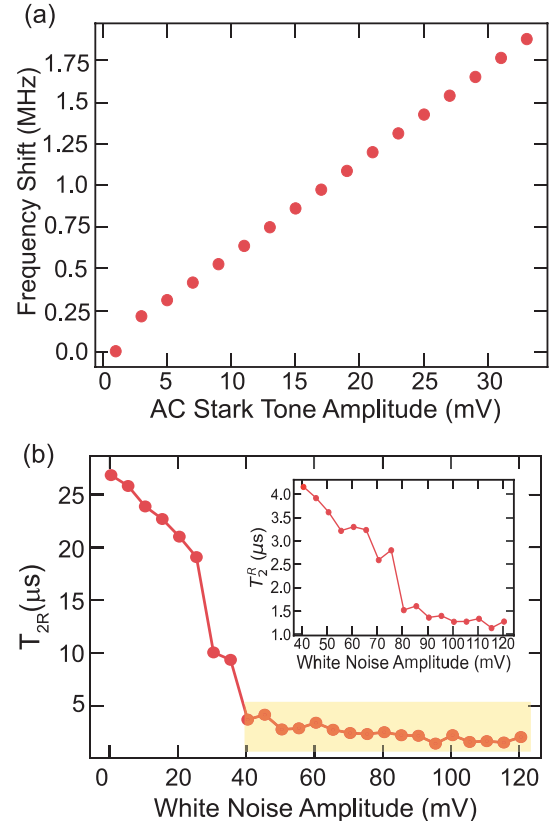 (a)
Frequency Shift (MHz)
1.75
1.5
1.25
1.0
0.75
0.5
0.25
0.0
0 5 10 15 20 25 30
AC Stark Tone Amplitude (mV)
(b)
T2R(μs)
25
20
15
10
5
0 20 40 60 80 100 120
White Noise Amplitude (mV)
T2R (μs)
4.0
3.5
3.0
2.5
2.0
1.5
1.0
40 50 60 70 80 90 100 110 120
White Noise Amplitude (mV)